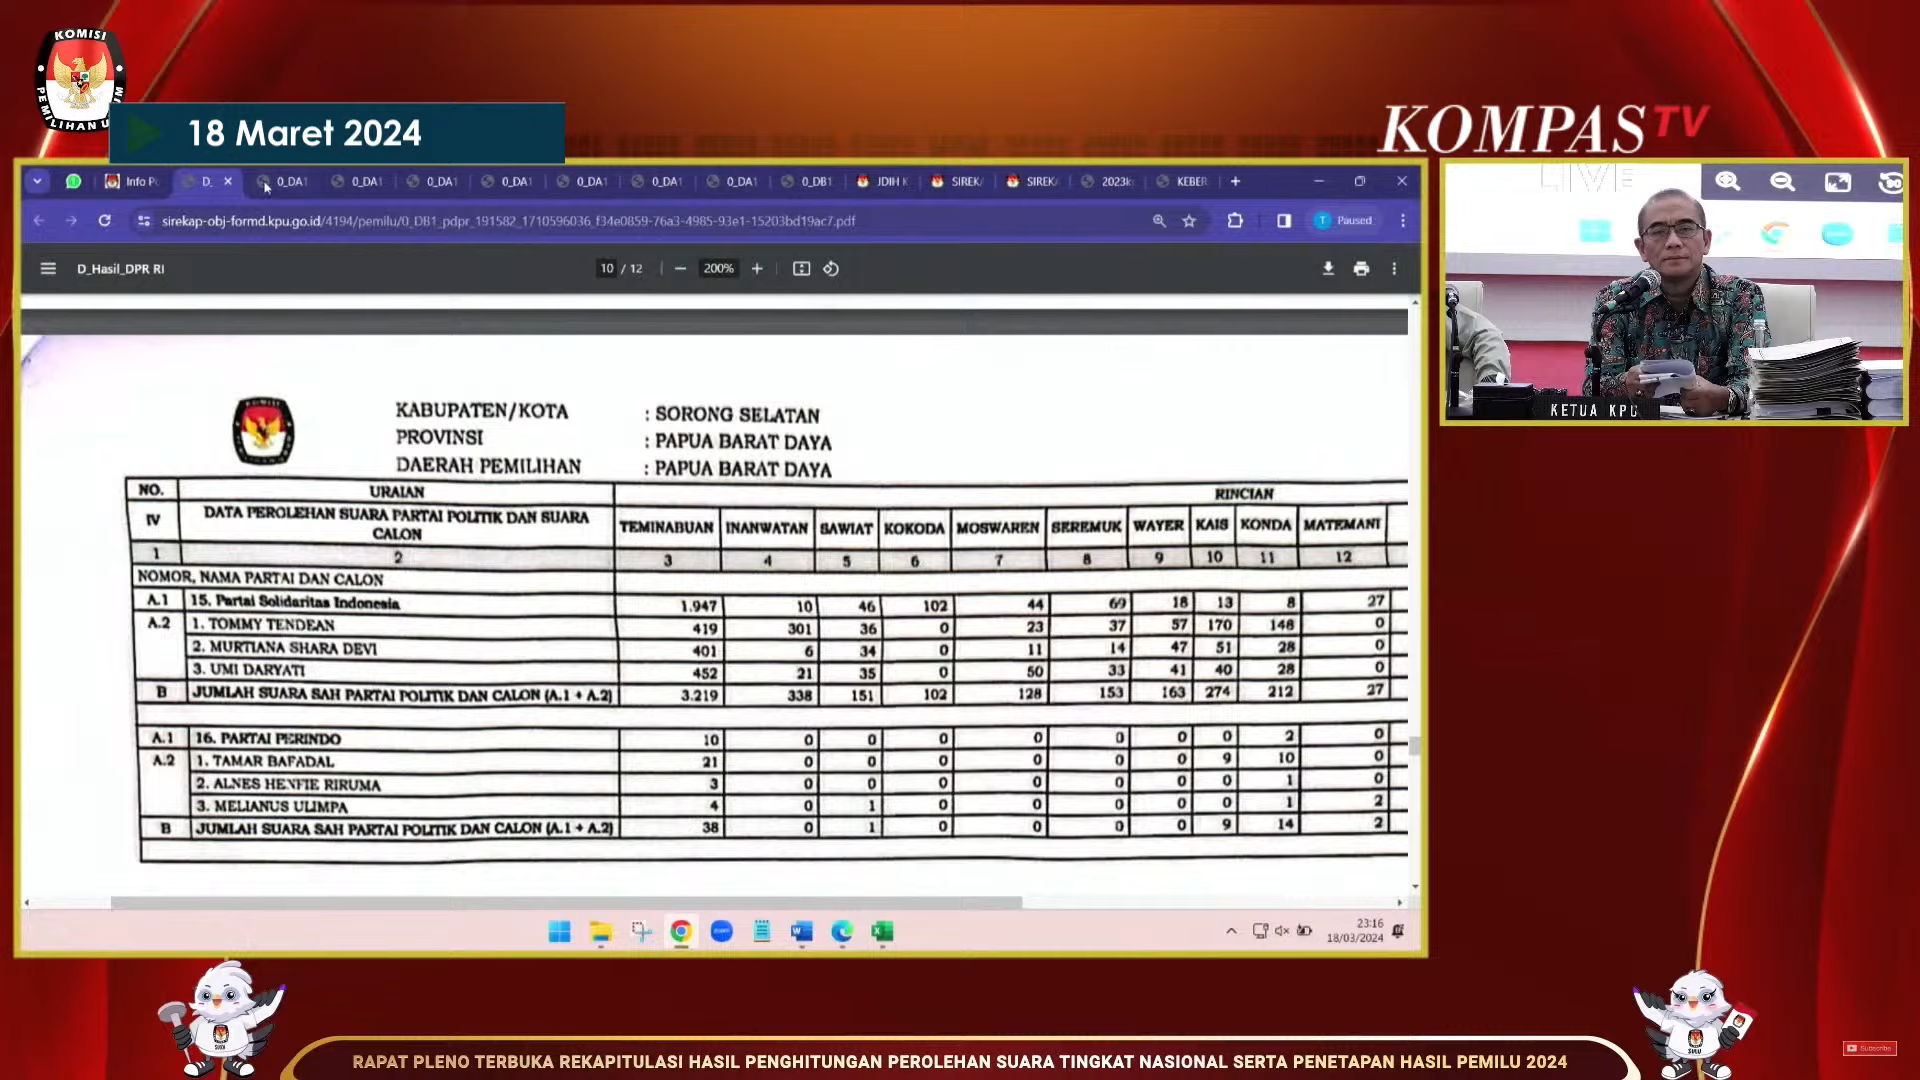 KOMISI
PEMILIHAN U
18 Maret 2024
KOMPAS TV
LIVE
Info P
D_
0_DA1
0_DA1
0_DA1
0_DA1
0_DA1
0_DA1
0_DA1
0_DB1
JDIH K
SIREK
SIREK
2023k
KEBER
sirekap-obj-formd.kpu.go.id/4194/pemilu/0_DB1_pdpr_191582_1710596036_f34e0859-76a3-4985-93e1-15203bd19ac7.pdf
T Paused
D_Hasil_DPR RI
10 / 12
200%
KABUPATEN/KOTA : SORONG SELATAN
PROVINSI : PAPUA BARAT DAYA
DAERAH PEMILIHAN : PAPUA BARAT DAYA
NO. URAIAN RINCIAN
IV DATA PEROLEHAN SUARA PARTAI POLITIK DAN SUARA CALON TEMINABUAN INANWATAN SAWIAT KOKODA MOSWAREN SEREMUK WAYER KAIS KONDA MATEMANI
1 2 3 4 5 6 7 8 9 10 11 12
NOMOR, NAMA PARTAI DAN CALON
A.1 15. Partai Solidaritas Indonesia 1.947 10 46 102 44 69 18 13 8 27
A.2 1. TOMMY TENDEAN 419 301 36 0 23 37 57 170 148 0
2. MURTIANA SHARA DEVI 401 6 34 0 11 14 47 51 28 0
3. UMI DARYATI 452 21 35 0 50 33 41 40 28 0
B JUMLAH SUARA SAH PARTAI POLITIK DAN CALON (A.1 + A.2) 3.219 338 151 102 128 153 163 274 212 27
A.1 16. PARTAI PERINDO 10 0 0 0 0 0 0 0 2 0
A.2 1. TAMAR BAFADAL 21 0 0 0 0 0 0 9 10 0
2. ALNES HENFIE RIRUMA 3 0 0 0 0 0 0 0 1 0
3. MELIANUS ULIMPA 4 0 1 0 0 0 0 0 1 2
B JUMLAH SUARA SAH PARTAI POLITIK DAN CALON (A.1 + A.2) 38 0 1 0 0 0 0 9 14 2
23:16
18/03/2024
KETUA KPU
SUDI
SULU
RAPAT PLENO TERBUKA REKAPITULASI HASIL PENGHITUNGAN PEROLEHAN SUARA TINGKAT NASIONAL SERTA PENETAPAN HASIL PEMILU 2024
Subscribe